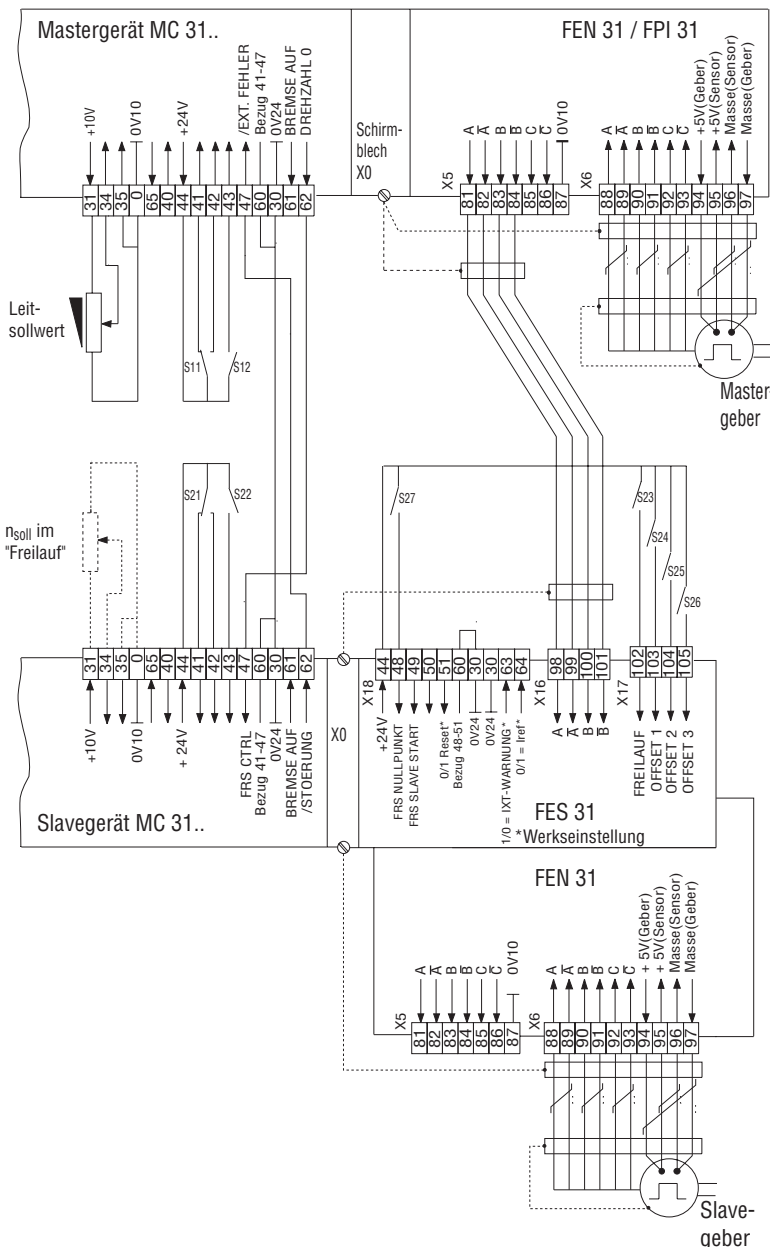 Mastergerät MC 31..
FEN 31 / FPI 31
+10V
0V10
+24V
/EXT. FEHLER
Bezug 41-47
0V24
BREMSE AUF
DREHZAHL 0
Schirm-
blech
X0
X5
A
A̅
B
B̅
C
C̅
0V10
X6
A
A̅
B
B̅
C
C̅
+5V(Geber)
+5V(Sensor)
Masse(Sensor)
Masse(Geber)
31 34 35 0 65 40 44 41 42 43 47 60 30 61 62
81 82 83 84 85 86 87
88 89 90 91 92 93 94 95 96 97
Leit-
sollwert
S11
S12
Master
geber
S21
S22
S27
S23
S24
S25
S26
nsoll im
"Freilauf"
31 34 35 0 65 40 44 41 42 43 47 60 30 61 62
X18
44 48 49 50 51 60 30 30 63 64
X16
98 99 100 101
X17
102 103 104 105
+10V
0V10
+ 24V
FRS CTRL
Bezug 41-47
0V24
BREMSE AUF
/STOERUNG
X0
+24V
FRS NULLPUNKT
FRS SLAVE START
0/1 Reset*
Bezug 48-51
0V24
0V24
1/0 = IXT-WARNUNG*
0/1 = Iref*
A
A̅
B
B̅
FREILAUF
OFFSET 1
OFFSET 2
OFFSET 3
Slavegerät MC 31..
FES 31
*Werkseinstellung
FEN 31
X5
A
A̅
B
B̅
C
C̅
0V10
X6
A
A̅
B
B̅
C
C̅
+ 5V(Geber)
+ 5V(Sensor)
Masse(Sensor)
Masse(Geber)
81 82 83 84 85 86 87
88 89 90 91 92 93 94 95 96 97
Slave-
geber